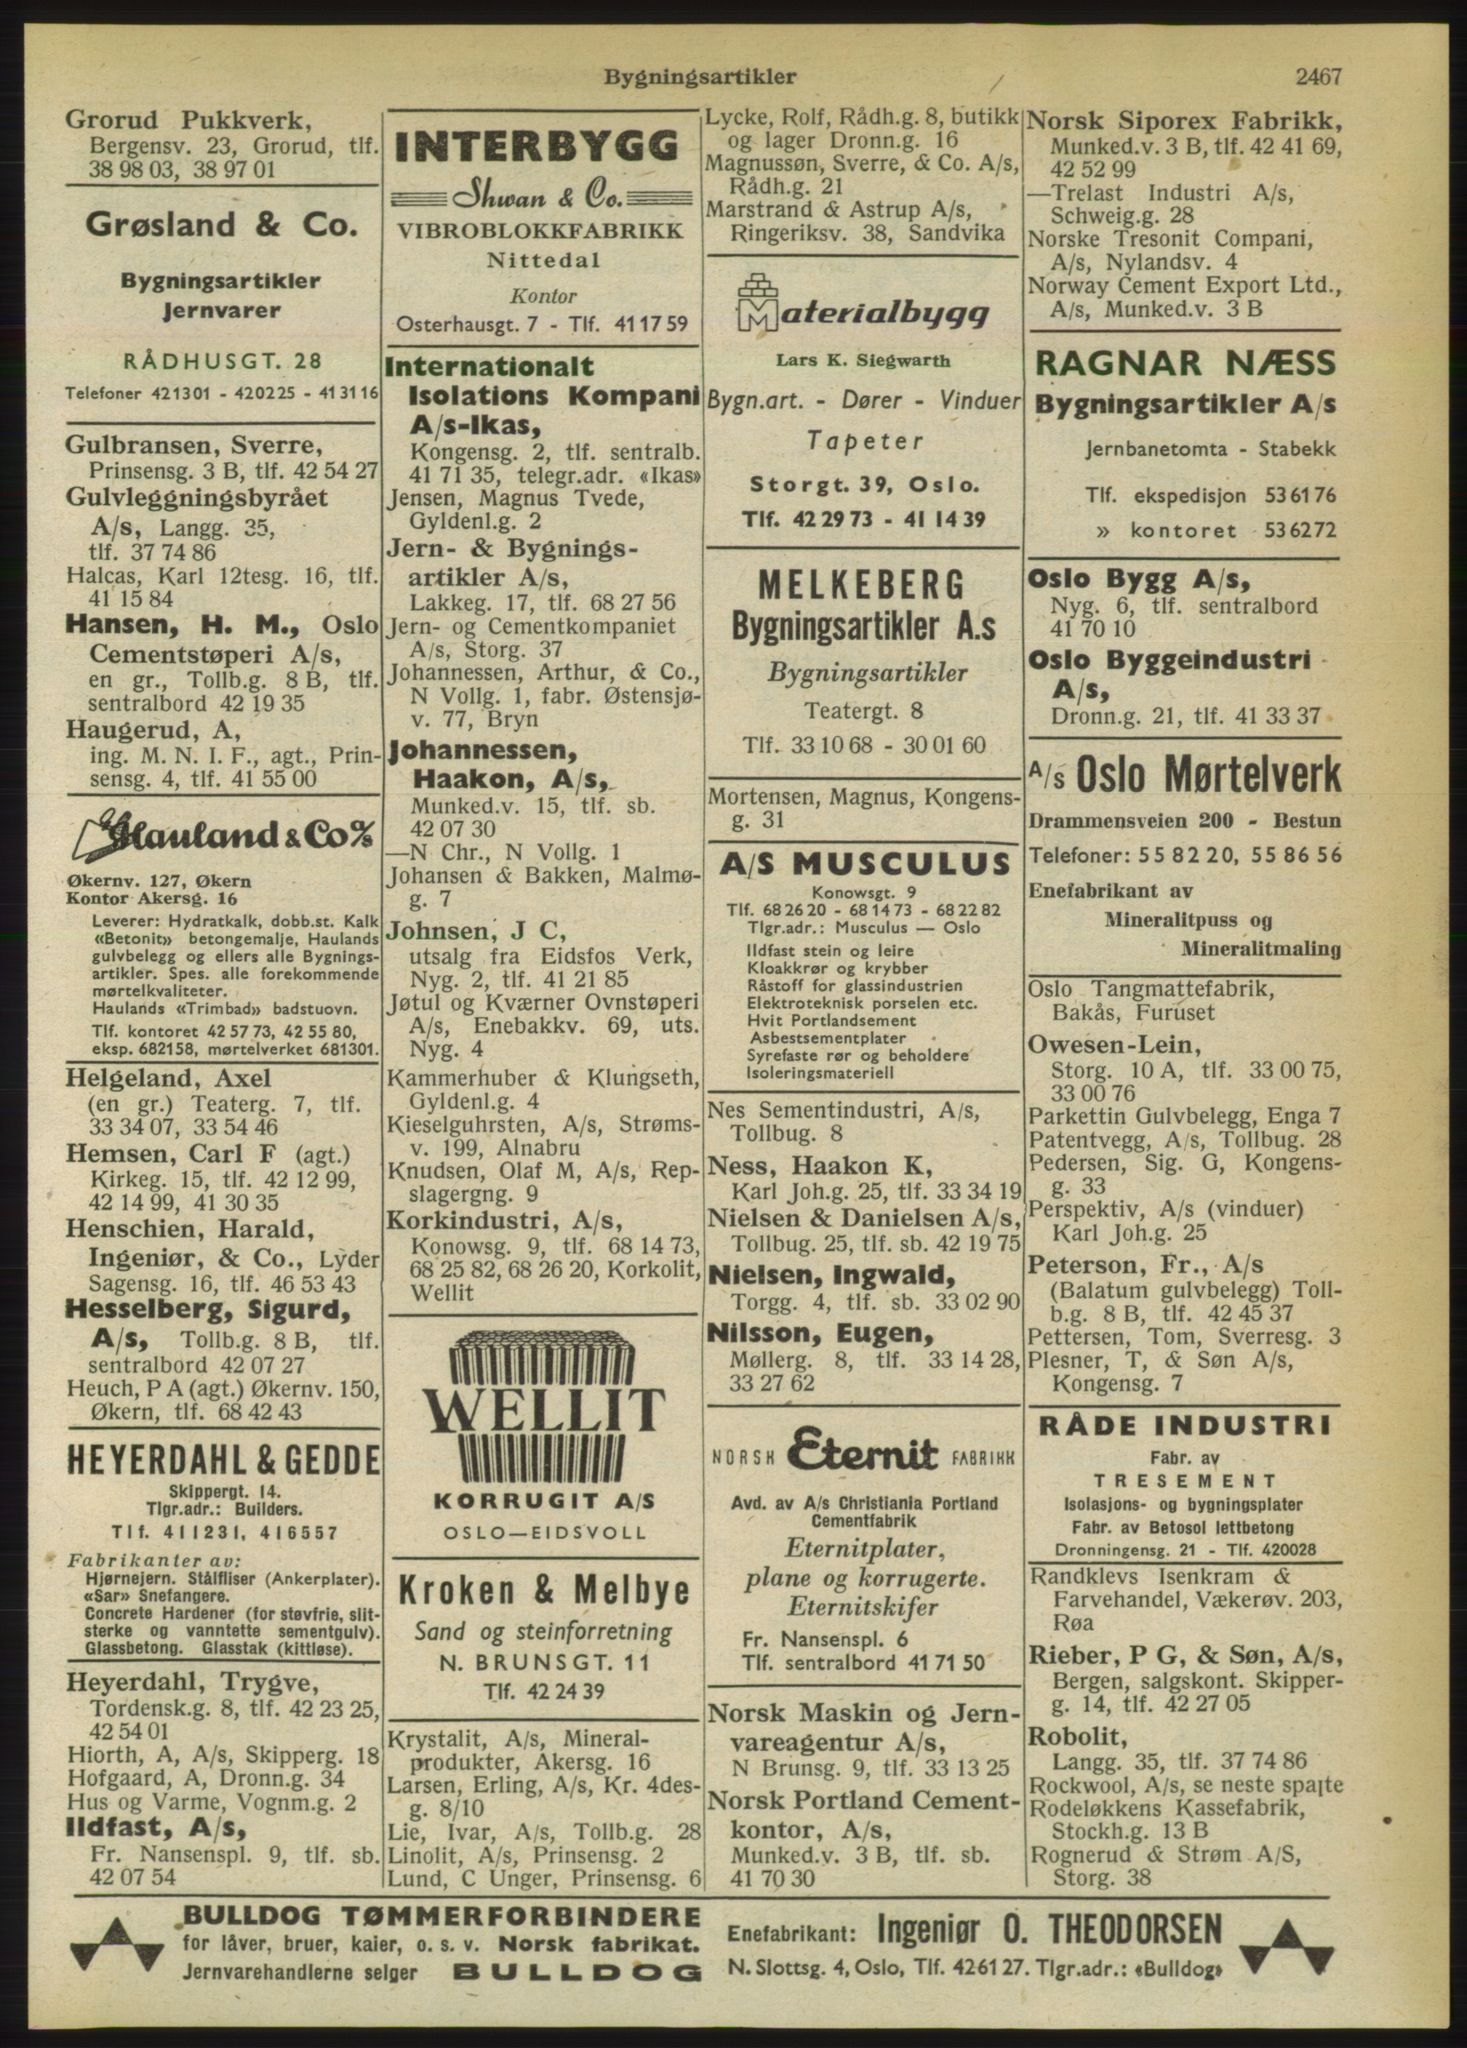 Bygningsartikler
2467
Grorud Pukkverk,
Bergensv. 23, Grorud, tlf.
38 98 03, 38 97 01
Grøsland & Co.
Bygningsartikler
Jernvarer
RÅDHUSGT. 28
Telefoner 421301 - 420225 - 413116
Gulbransen, Sverre,
Prinsensg. 3 B, tlf. 42 54 27
Gulvleggningsbyrået
A/s, Langg. 35,
tlf. 37 74 86
Halcas, Karl 12tesg. 16, tlf.
41 15 84
Hansen, H. M., Oslo
Cementstøperi A/s,
en gr., Tollb.g. 8 B, tlf.
sentralbord 42 19 35
Haugerud, A,
ing. M. N. I. F., agt., Prin-
sensg. 4, tlf. 41 55 00
Hauland & Co A/s
Økernv. 127, Økern
Kontor Akersg. 16
Leverer: Hydratkalk, dobb.st. Kalk
«Betonit» betongemalje, Haulands
gulvbelegg og ellers alle Bygnings-
artikler. Spes. alle forekommende
mørtelkvaliteter.
Haulands «Trimbad» badstuovn.
Tlf. kontoret 42 57 73, 42 55 80,
eksp. 682158, mørtelverket 681301.
Helgeland, Axel
(en gr.) Teaterg. 7, tlf.
33 34 07, 33 54 46
Hemsen, Carl F (agt.)
Kirkeg. 15, tlf. 42 12 99,
42 14 99, 41 30 35
Henschien, Harald,
Ingeniør, & Co., Lyder
Sagensg. 16, tlf. 46 53 43
Hesselberg, Sigurd,
A/s, Tollb.g. 8 B, tlf.
sentralbord 42 07 27
Heuch, P A (agt.) Økernv. 150,
Økern, tlf. 68 42 43
HEYERDAHL & GEDDE
Skippergt. 14.
Tlgr.adr.: Builders.
Tlf. 411231, 416557
Fabrikanter av:
Hjørnejern. Stålfliser (Ankerplater).
«Sar» Snefangere.
Concrete Hardener (for støvfrie, slit-
sterke og vanntette sementgulv).
Glassbetong. Glasstak (kittløse).
Heyerdahl, Trygve,
Tordensk.g. 8, tlf. 42 23 25,
42 54 01
Hiorth, A, A/s, Skipperg. 18
Hofgaard, A, Dronn.g. 34
Hus og Varme, Vognm.g. 2
Ildfast, A/s,
Fr. Nansenspl. 9, tlf. sb.
42 07 54
INTERBYGG
Shwan & Co.
VIBROBLOKKFABRIKK
Nittedal
Kontor
Osterhausgt. 7 - Tlf. 41 17 59
Internationalt
Isolations Kompani
A/s-Ikas,
Kongensg. 2, tlf. sentralb.
41 71 35, telegr.adr. «Ikas»
Jensen, Magnus Tvede,
Gyldenl.g. 2
Jern- & Bygnings-
artikler A/s,
Lakkeg. 17, tlf. 68 27 56
Jern- og Cementkompaniet
A/s, Storg. 37
Johannessen, Arthur, & Co.,
N Vollg. 1, fabr. Østensjø-
v. 77, Bryn
Johannessen,
Haakon, A/s,
Munked.v. 15, tlf. sb.
42 07 30
—N Chr., N Vollg. 1
Johansen & Bakken, Malmø-
g. 7
Johnsen, J C,
utsalg fra Eidsfos Verk,
Nyg. 2, tlf. 41 21 85
Jøtul og Kværner Ovnstøperi
A/s, Enebakkv. 69, uts.
Nyg. 4
Kammerhuber & Klungseth,
Gyldenl.g. 4
Kieselguhrsten, A/s, Strøms-
v. 199, Alnabru
Knudsen, Olaf M, A/s, Rep-
slagergng. 9
Korkindustri, A/s,
Konowsg. 9, tlf. 68 14 73,
68 25 82, 68 26 20, Korkolit,
Wellit
WELLIT
KORRUGIT A/S
OSLO—EIDSVOLL
Kroken & Melbye
Sand og steinforretning
N. BRUNSGT. 11
Tlf. 42 24 39
Krystalit, A/s, Mineral-
produkter, Akersg. 16
Larsen, Erling, A/s, Kr. 4des-
g. 8/10
Lie, Ivar, A/s, Tollb.g. 28
Linolit, A/s, Prinsensg. 2
Lund, C Unger, Prinsensg. 6
Lycke, Rolf, Rådh.g. 8, butikk
og lager Dronn.g. 16
Magnussøn, Sverre, & Co. A/s,
Rådh.g. 21
Marstrand & Astrup A/s,
Ringeriksv. 38, Sandvika
Materialbygg
Lars K. Siegwarth
Bygn.art. - Dører - Vinduer
Tapeter
Storgt. 39, Oslo.
Tlf. 42 29 73 - 41 14 39
MELKEBERG
Bygningsartikler A.s
Bygningsartikler
Teatergt. 8
Tlf. 33 10 68 - 30 01 60
Mortensen, Magnus, Kongens-
g. 31
A/S MUSCULUS
Konowsgt. 9
Tlf. 68 26 20 - 68 14 73 - 68 22 82
Tlgr.adr.: Musculus — Oslo
Ildfast stein og leire
Kloakkrør og krybber
Råstoff for glassindustrien
Elektroteknisk porselen etc.
Hvit Portlandsement
Asbestsementplater
Syrefaste rør og beholdere
Isoleringsmateriell
Nes Sementindustri, A/s,
Tollbug. 8
Ness, Haakon K,
Karl Joh.g. 25, tlf. 33 34 19
Nielsen & Danielsen A/s,
Tollbug. 25, tlf. sb. 42 19 75
Nielsen, Ingwald,
Torgg. 4, tlf. sb. 33 02 90
Nilsson, Eugen,
Møllerg. 8, tlf. 33 14 28,
33 27 62
NORSK Eternit FABRIKK
Avd. av A/s Christiania Portland
Cementfabrik
Eternitplater,
plane og korrugerte.
Eternitskifer
Fr. Nansenspl. 6
Tlf. sentralbord 41 71 50
Norsk Maskin og Jern-
vareagentur A/s,
N Brunsg. 9, tlf. 33 13 25
Norsk Portland Cement-
kontor, A/s,
Munked.v. 3 B, tlf. sb.
41 70 30
Norsk Siporex Fabrikk,
Munked.v. 3 B, tlf. 42 41 69,
42 52 99
—Trelast Industri A/s,
Schweig.g. 28
Norske Tresonit Compani,
A/s, Nylandsv. 4
Norway Cement Export Ltd.,
A/s, Munked.v. 3 B
RAGNAR NÆSS
Bygningsartikler A/s
Jernbanetomta - Stabekk
Tlf. ekspedisjon 536176
» kontoret - 536272
Oslo Bygg A/s,
Nyg. 6, tlf. sentralbord
41 70 10
Oslo Byggeindustri
A/s,
Dronn.g. 21, tlf. 41 33 37
A/s Oslo Mørtelverk
Drammensveien 200 - Bestun
Telefoner: 55 82 20, 55 86 56
Enefabrikant av
Mineralitpuss og
Mineralitmaling
Oslo Tangmattefabrik,
Bakås, Furuset
Owesen-Lein,
Storg. 10 A, tlf. 33 00 75,
33 00 76
Parkettin Gulvbelegg, Enga 7
Patentvegg, A/s, Tollbug. 28
Pedersen, Sig. G, Kongens-
g. 33
Perspektiv, A/s (vinduer)
Karl Joh.g. 25
Peterson, Fr., A/s
(Balatum gulvbelegg) Toll-
b.g. 8 B, tlf. 42 45 37
Pettersen, Tom, Sverresg. 3
Plesner, T, & Søn A/s,
Kongensg. 7
RÅDE INDUSTRI
Fabr. av
TRESEMENT
Isolasjons- og bygningsplater
Fabr. av Betosol lettbetong
Dronningensg. 21 - Tlf. 420028
Randklevs Isenkram &
Farvehandel, Vækerøv. 203,
Røa
Rieber, P G, & Søn, A/s,
Bergen, salgskont. Skipper-
g. 14, tlf. 42 27 05
Robolit,
Langg. 35, tlf. 37 74 86
Rockwool, A/s, se neste spalte
Rodeløkkens Kassefabrik,
Stockh.g. 13 B
Rognerud & Strøm A/S,
Storg. 38
BULLDOG TØMMERFORBINDERE
for låver, bruer, kaier, o. s. v. Norsk fabrikat.
Jernvarehandlerne selger BULLDOG
Enefabrikant: Ingeniør O. THEODORSEN
N. Slottsg. 4, Oslo, Tlf. 426127. Tlgr.adr.: «Bulldog»